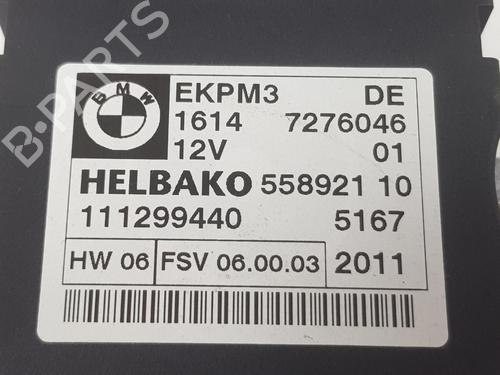 B-PARTS
BMW
EKPM3 DE
1614 7276046
12V 01
HELBAKO 558921 10
111299440 5167
HW 06 FSV 06.00.03 2011